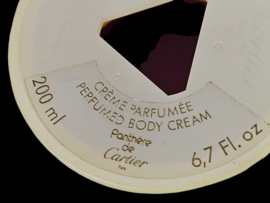 CRÈME PARFUMÉE
PERFUMED BODY CREAM
Panthère
de
Cartier
200 ml
6,7 Fl. oz